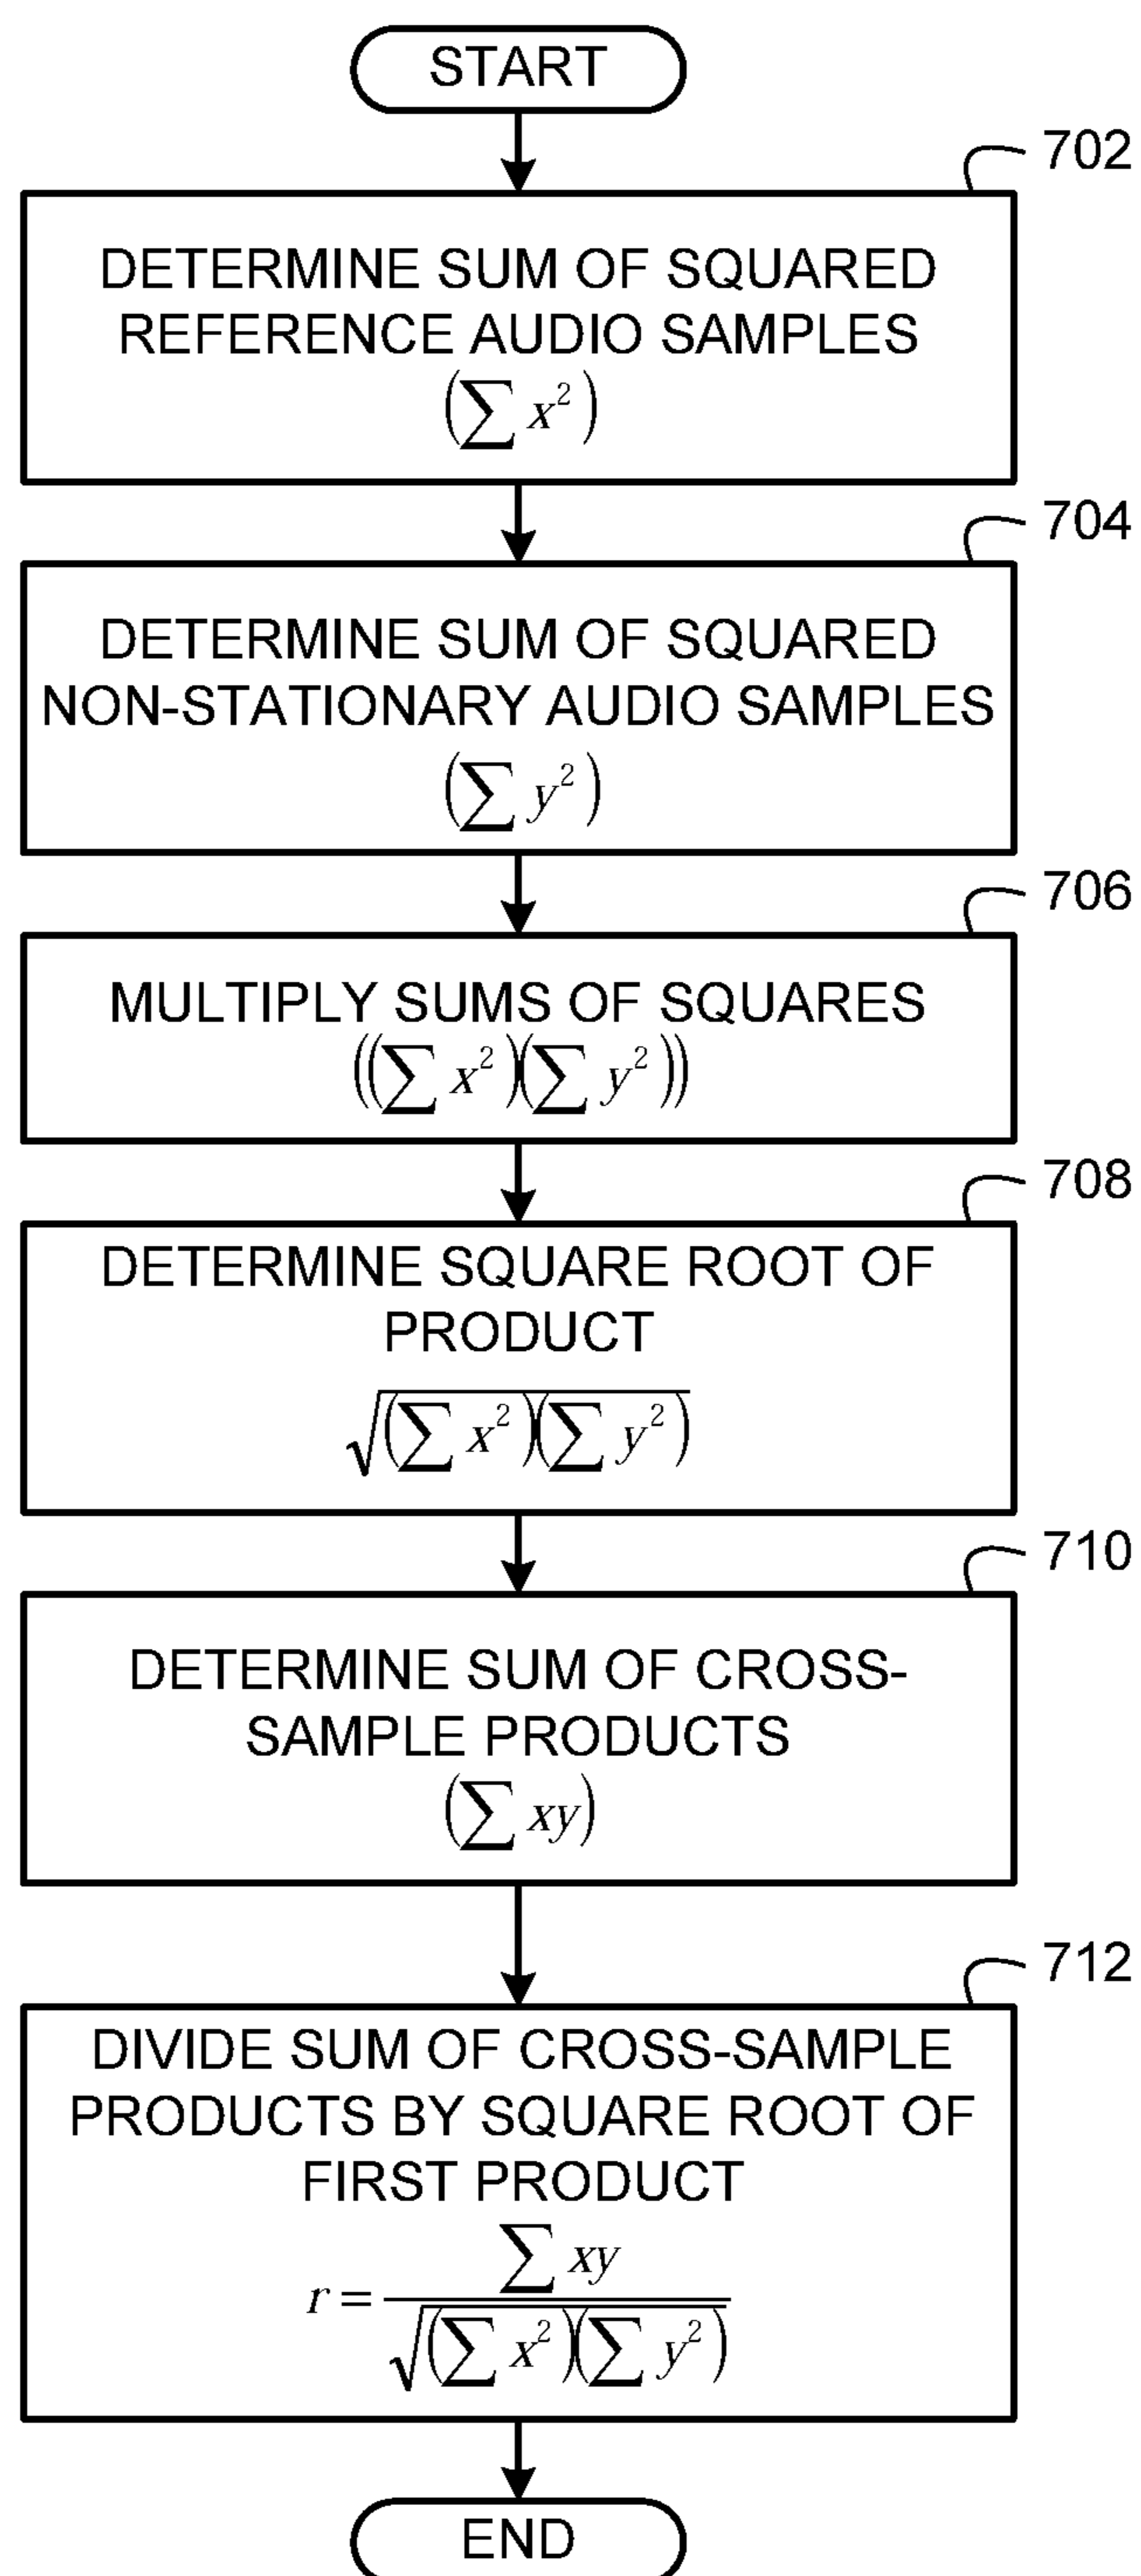 START
702
DETERMINE SUM OF SQUARED
REFERENCE AUDIO SAMPLES
(∑ x²)
704
DETERMINE SUM OF SQUARED
NON-STATIONARY AUDIO SAMPLES
(∑ y²)
706
MULTIPLY SUMS OF SQUARES
((∑ x²)(∑ y²))
708
DETERMINE SQUARE ROOT OF
PRODUCT
√(∑ x²)(∑ y²)
710
DETERMINE SUM OF CROSS-
SAMPLE PRODUCTS
(∑ xy)
712
DIVIDE SUM OF CROSS-SAMPLE
PRODUCTS BY SQUARE ROOT OF
FIRST PRODUCT
∑ xy
r =
√(∑ x²)(∑ y²)
END